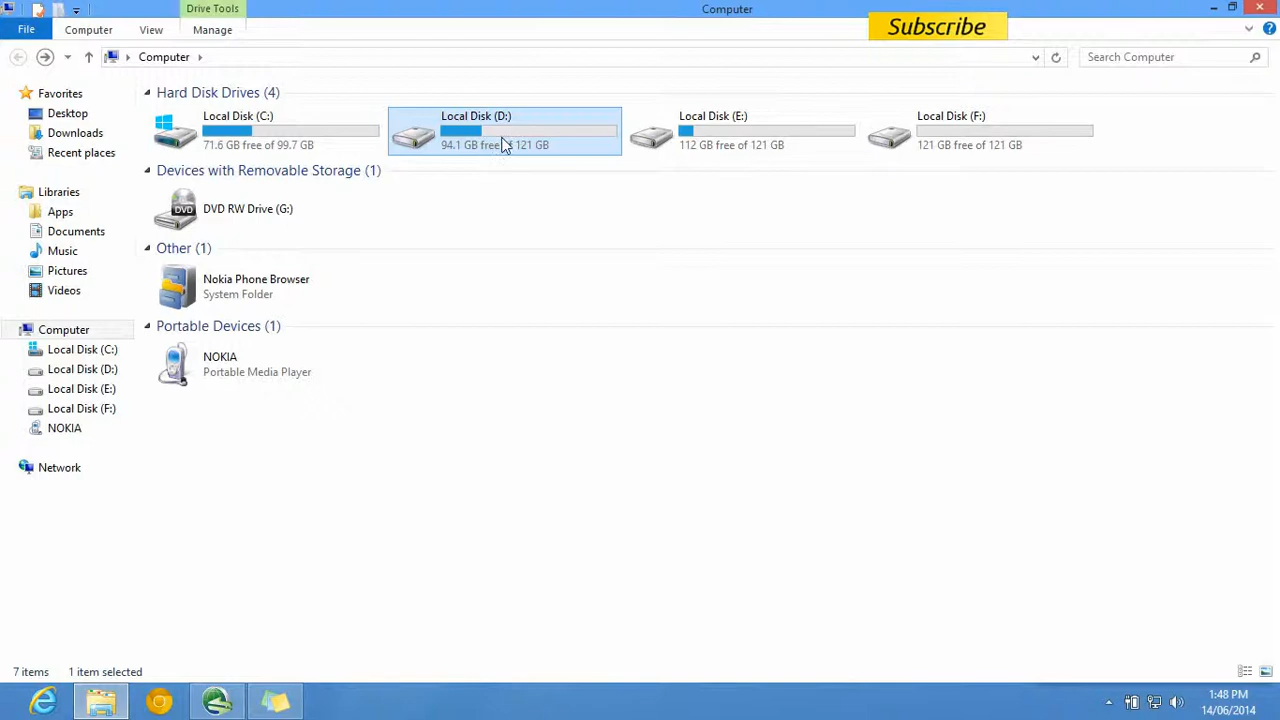 Drive Tools
Computer
Subscribe
File
Computer
View
Manage
Computer
Search Computer
Favorites
Desktop
Downloads
Recent places
Libraries
Apps
Documents
Music
Pictures
Videos
Computer
Local Disk (C:)
Local Disk (D:)
Local Disk (E:)
Local Disk (F:)
NOKIA
Network
Hard Disk Drives (4)
Local Disk (C:)
71.6 GB free of 99.7 GB
Local Disk (D:)
94.1 GB free of 121 GB
Local Disk (E:)
112 GB free of 121 GB
Local Disk (F:)
121 GB free of 121 GB
Devices with Removable Storage (1)
DVD
DVD RW Drive (G:)
Other (1)
Nokia Phone Browser
System Folder
Portable Devices (1)
NOKIA
Portable Media Player
7 items
1 item selected
1:48 PM
14/06/2014